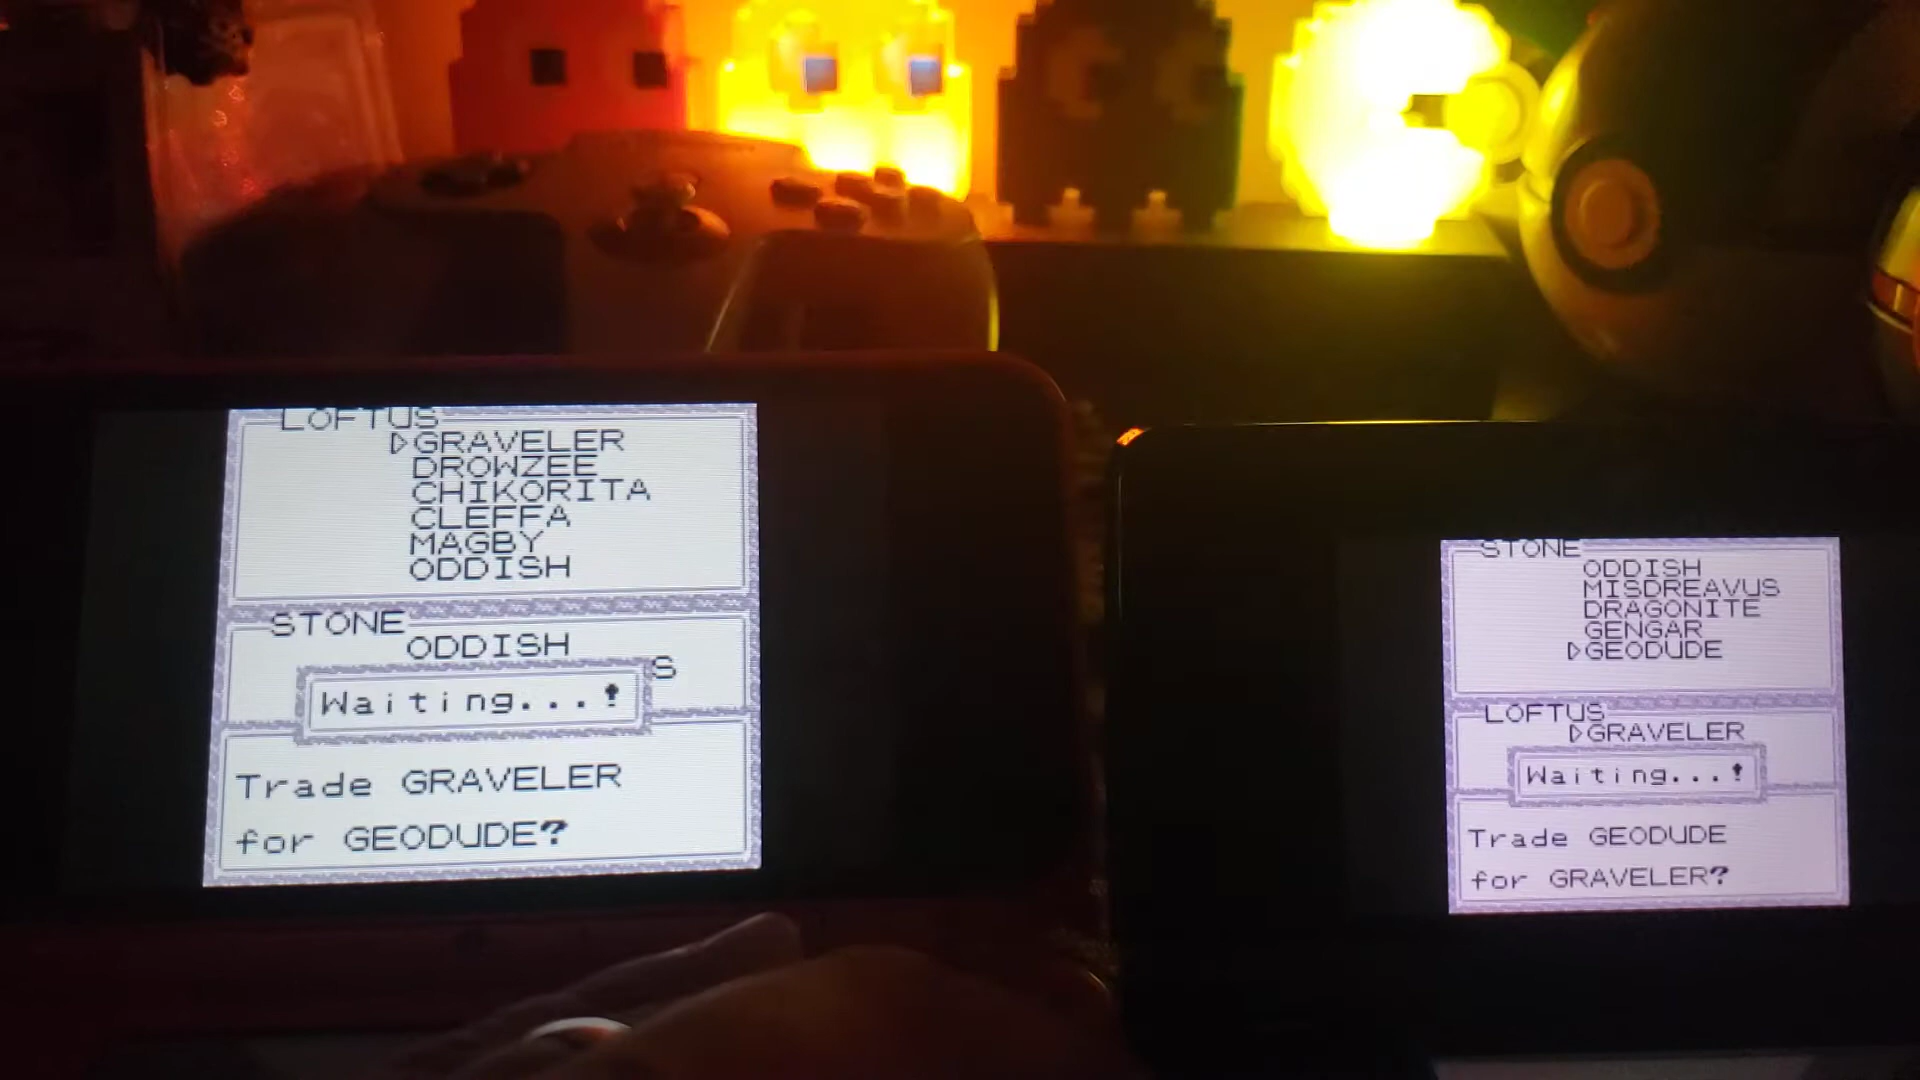 LOFTUS
▷GRAVELER
DROWZEE
CHIKORITA
CLEFFA
MAGBY
ODDISH
STONE
ODDISH
S
Waiting...!
Trade GRAVELER
for GEODUDE?
STONE
ODDISH
MISDREAVUS
DRAGONITE
GENGAR
▷GEODUDE
LOFTUS
▷GRAVELER
Waiting...!
Trade GEODUDE
for GRAVELER?